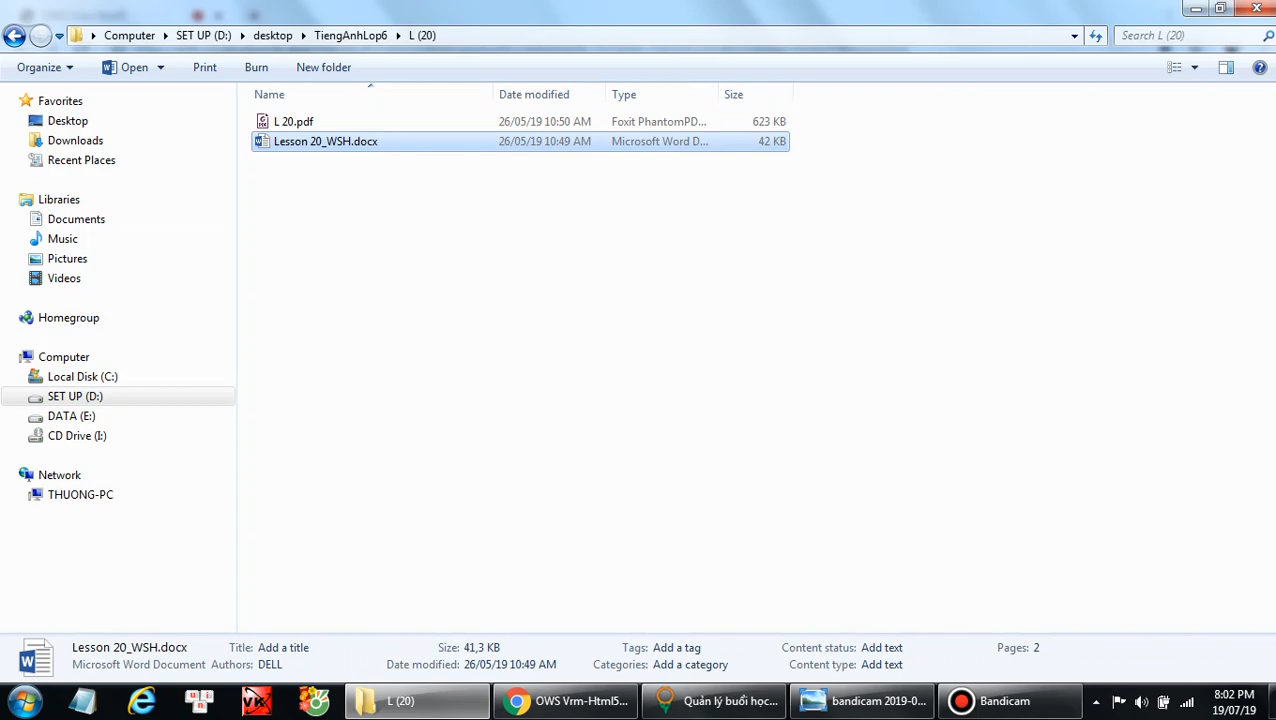 Computer SET UP (D:) desktop TiengAnhLop6 L (20)
Search L (20)
Organize Open Print Burn New folder
Name Date modified Type Size
L 20.pdf 26/05/19 10:50 AM Foxit PhantomPD... 623 KB
Lesson 20_WSH.docx 26/05/19 10:49 AM Microsoft Word D... 42 KB
Favorites
Desktop
Downloads
Recent Places
Libraries
Documents
Music
Pictures
Videos
Homegroup
Computer
Local Disk (C:)
SET UP (D:)
DATA (E:)
CD Drive (I:)
Network
THUONG-PC
Lesson 20_WSH.docx Title: Add a title Size: 41,3 KB Tags: Add a tag Content status: Add text Pages: 2
Microsoft Word Document Authors: DELL Date modified: 26/05/19 10:49 AM Categories: Add a category Content type: Add text
L (20) OWS Vrm-Html5... Quản lý buổi học... bandicam 2019-0... Bandicam
8:02 PM
19/07/19